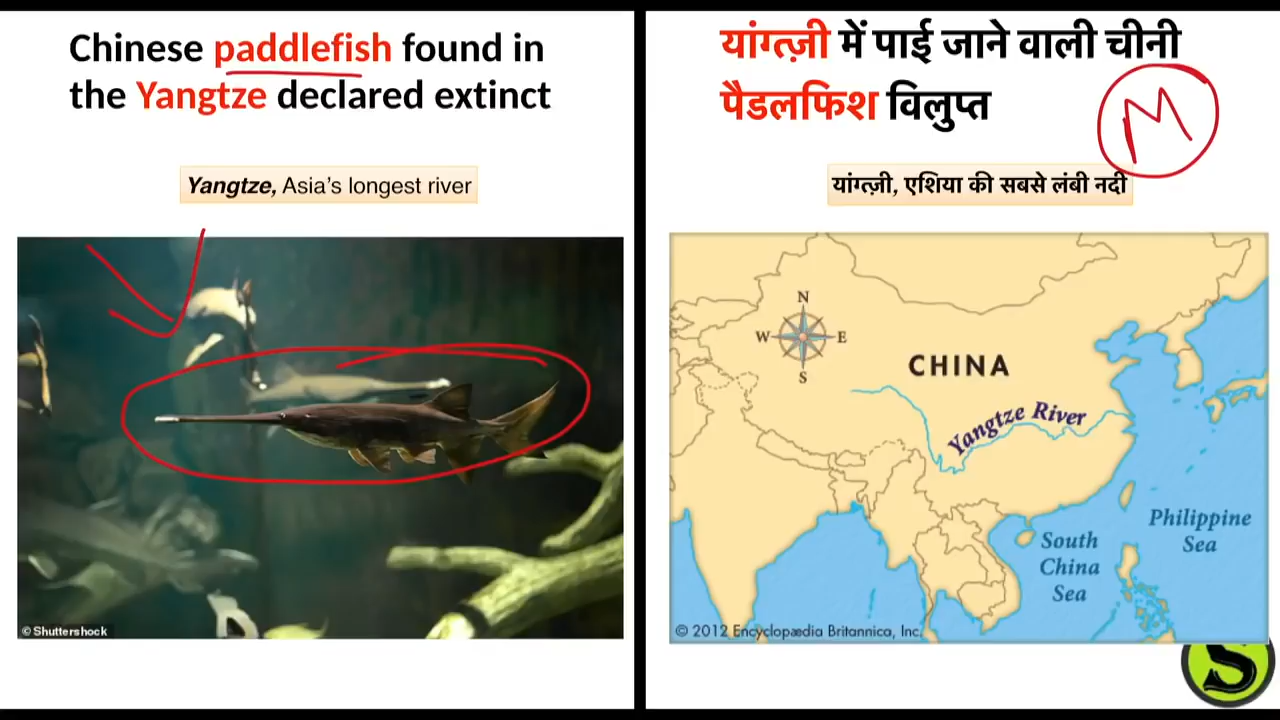 Chinese paddlefish found in
the Yangtze declared extinct
Yangtze, Asia's longest river
© Shutterstock
यांग्त्ज़ी में पाई जाने वाली चीनी
पैडलफिश विलुप्त
M
यांग्त्ज़ी, एशिया की सबसे लंबी नदी
N
W
E
S
CHINA
Yangtze River
Philippine
Sea
South
China
Sea
© 2012 Encyclopædia Britannica, Inc.
S